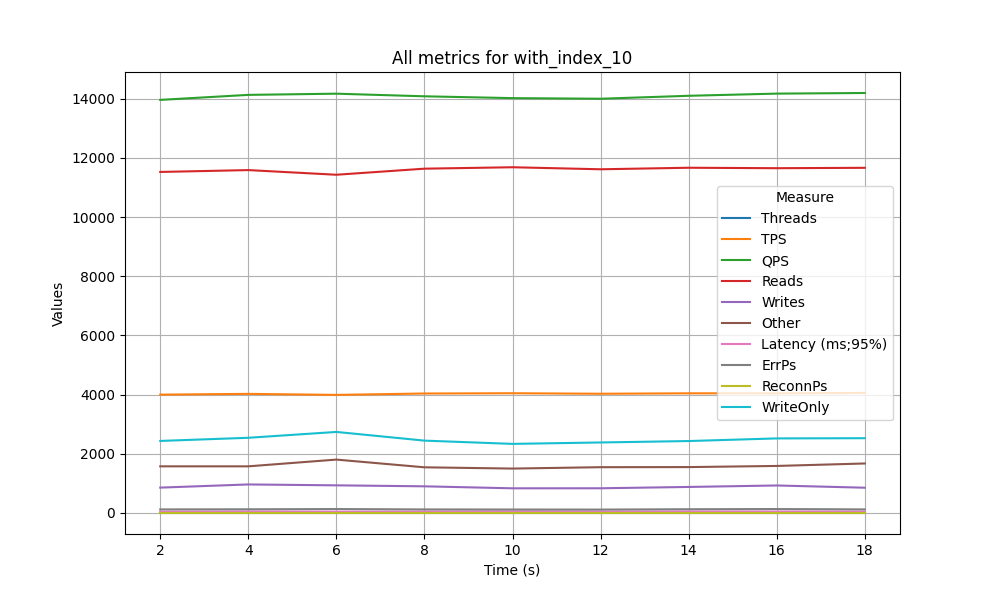 All metrics for with_index_10
Values
14000
12000
10000
8000
6000
4000
2000
0
Measure
Threads
TPS
QPS
Reads
Writes
Other
Latency (ms;95%)
ErrPs
ReconnPs
WriteOnly
2 4 6 8 10 12 14 16 18
Time (s)